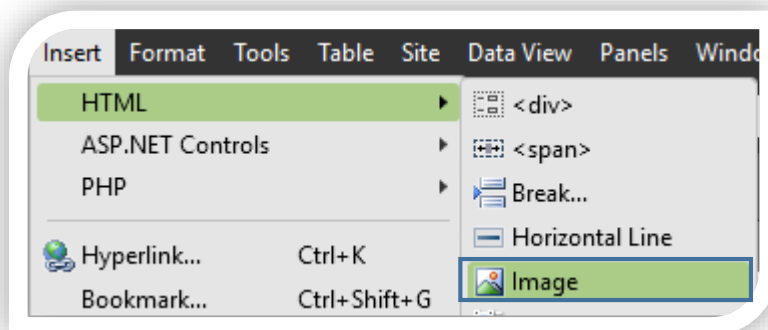 Insert Format Tools Table Site Data View Panels
HTML
ASP.NET Controls
PHP
Hyperlink... Ctrl+K
Bookmark... Ctrl+Shift+G
<div>
<span>
Break...
Horizontal Line
Image